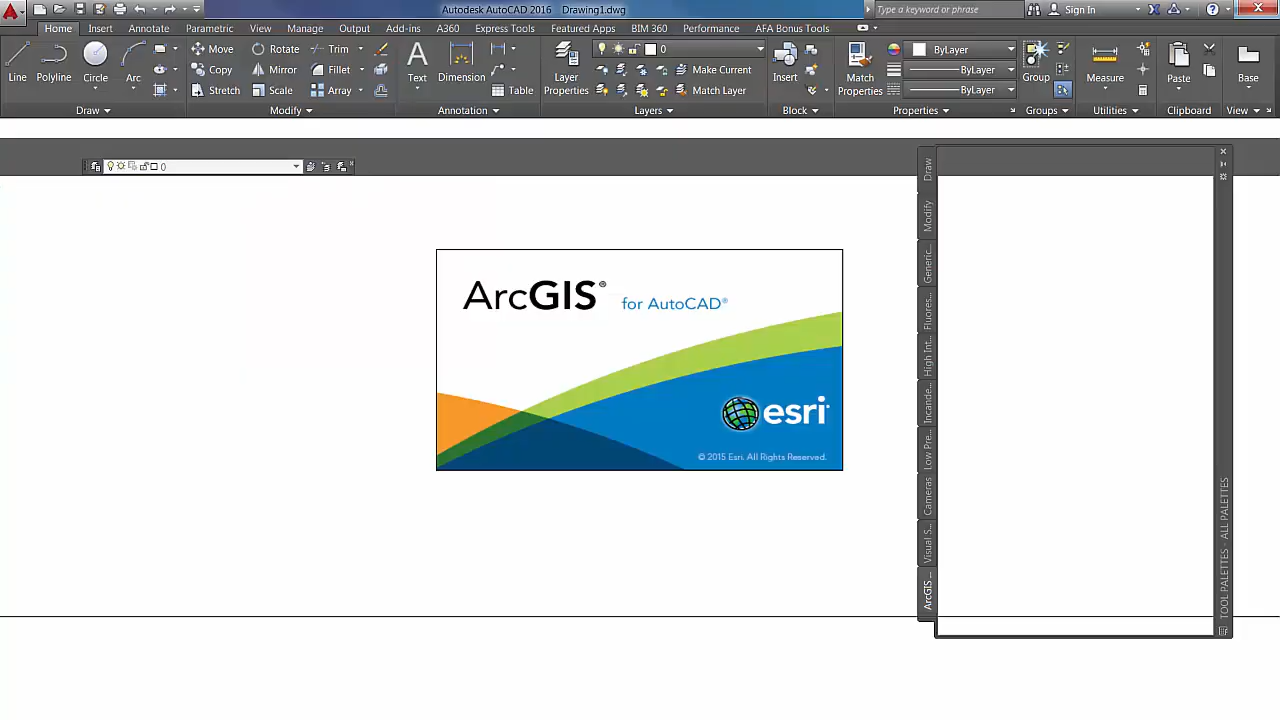 Autodesk AutoCAD 2016 Drawing1.dwg
Type a keyword or phrase
Sign In
Home Insert Annotate Parametric View Manage Output Add-ins A360 Express Tools Featured Apps BIM 360 Performance AFA Bonus Tools
Line
Polyline
Circle
Arc
Move
Rotate
Trim
Copy
Mirror
Fillet
Stretch
Scale
Array
Text
Dimension
Table
Layer
Properties
0
Make Current
Match Layer
Insert
Match
Properties
ByLayer
ByLayer
ByLayer
Group
Measure
Paste
Base
Draw
Modify
Annotation
Layers
Block
Properties
Groups
Utilities
Clipboard
View
0
ArcGIS® for AutoCAD®
esri
© 2015 Esri. All Rights Reserved.
Draw
Modify
Generic...
Fluores...
High Int...
Incande...
Low Pre...
Cameras
Visual S...
ArcGIS ...
TOOL PALETTES - ALL PALETTES